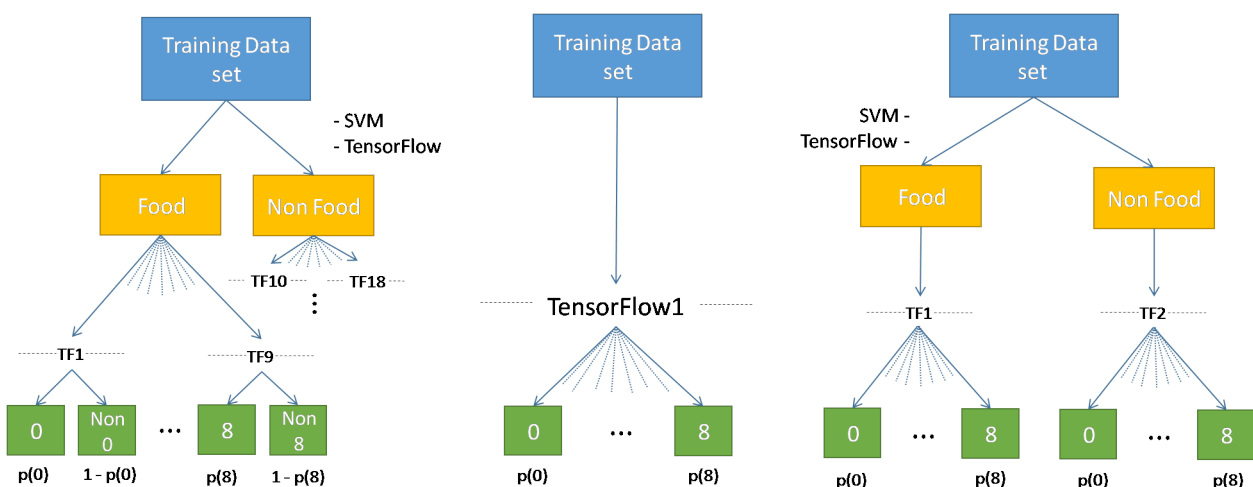 Training Data
set
- SVM
- TensorFlow
Food
Non Food
TF10
TF18
TF1
TF9
0
Non
0
...
8
Non
8
p(0)
1 - p(0)
p(8)
1 - p(8)
Training Data
set
TensorFlow1
0
...
8
p(0)
p(8)
Training Data
set
SVM -
TensorFlow -
Food
Non Food
TF1
TF2
0
...
8
0
...
8
p(0)
p(8)
p(0)
p(8)